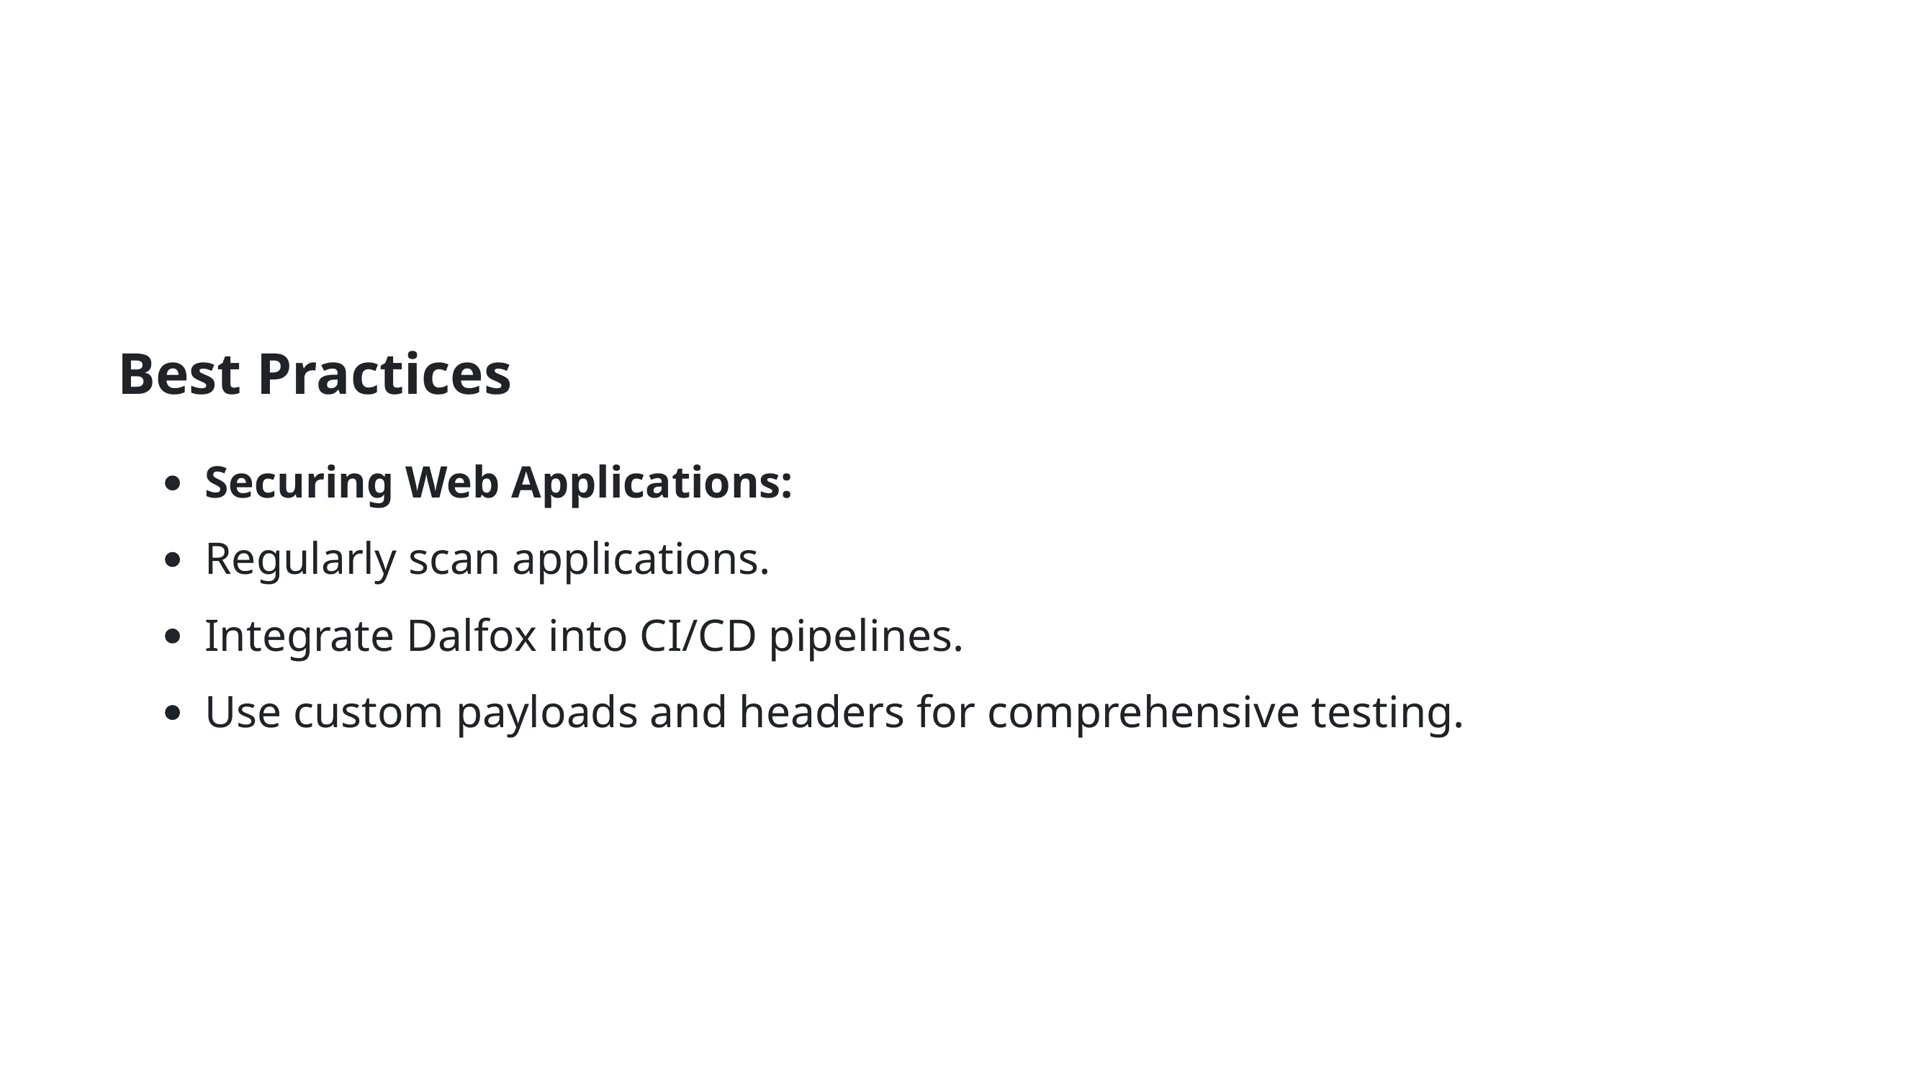 Best Practices
• Securing Web Applications:
• Regularly scan applications.
• Integrate Dalfox into CI/CD pipelines.
• Use custom payloads and headers for comprehensive testing.